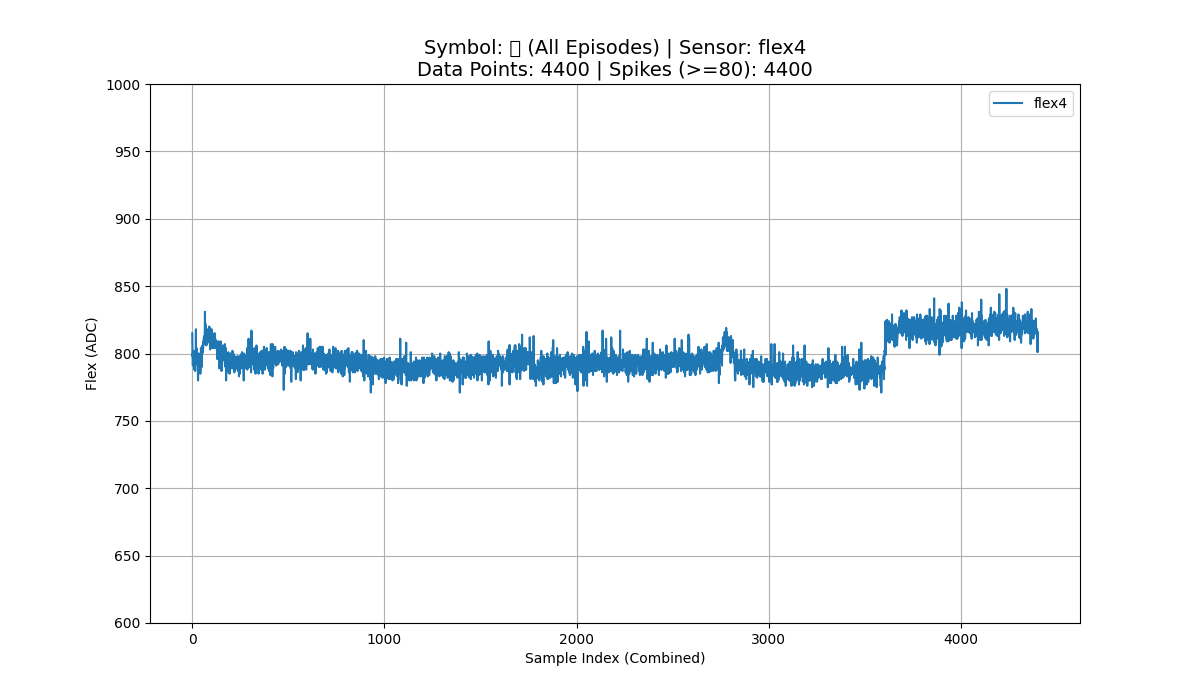 Symbol: (All Episodes) | Sensor: flex4
Data Points: 4400 | Spikes (>=80): 4400
flex4
Flex (ADC)
1000
950
900
850
800
750
700
650
600
0 1000 2000 3000 4000
Sample Index (Combined)